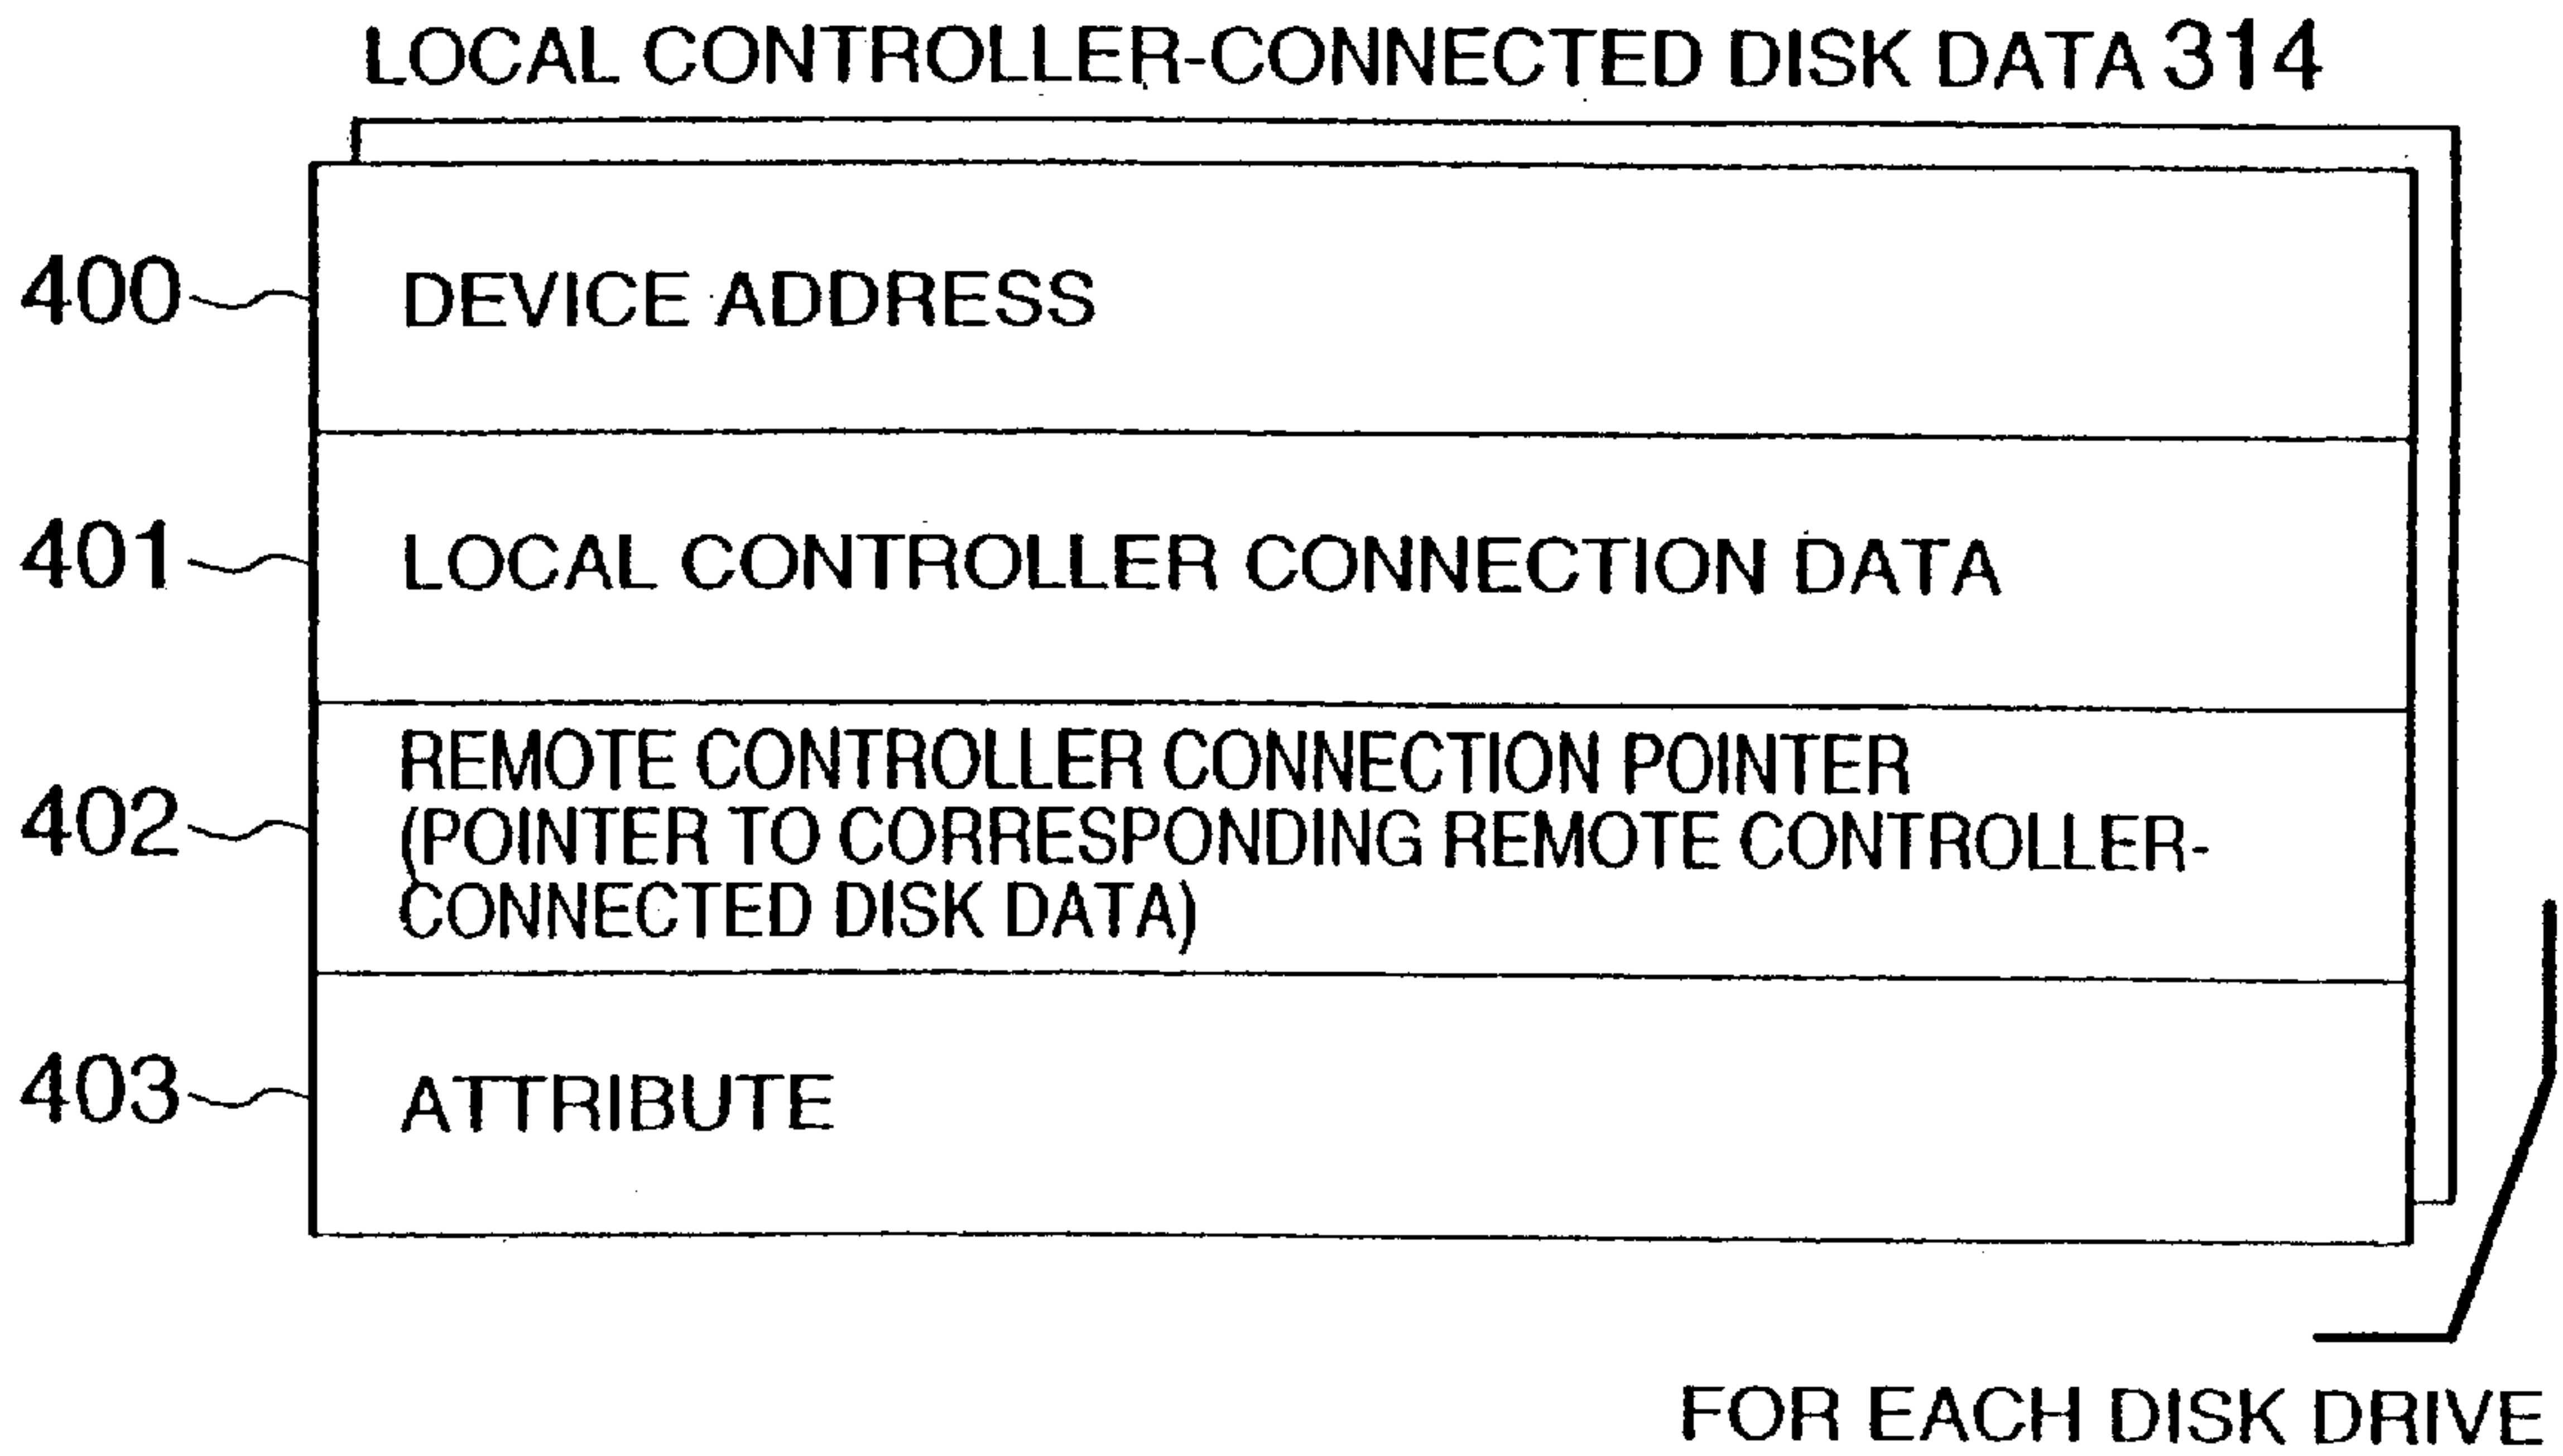 LOCAL CONTROLLER-CONNECTED DISK DATA 314
400 DEVICE ADDRESS
401 LOCAL CONTROLLER CONNECTION DATA
REMOTE CONTROLLER CONNECTION POINTER
402 (POINTER TO CORRESPONDING REMOTE CONTROLLER-
CONNECTED DISK DATA)
403 ATTRIBUTE
FOR EACH DISK DRIVE